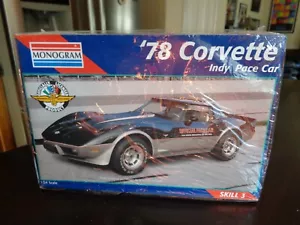 MONOGRAM
'78 Corvette
Indy Pace Car
1:24 Scale
SKILL 3